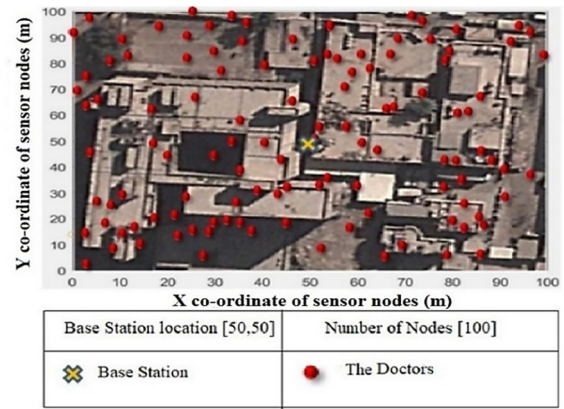 Y co-ordinate of sensor nodes (m)
100
90
80
70
60
50
40
30
20
10
0
0 10 20 30 40 50 60 70 80 90 100
X co-ordinate of sensor nodes (m)
Base Station location [50,50] Number of Nodes [100]
Base Station The Doctors